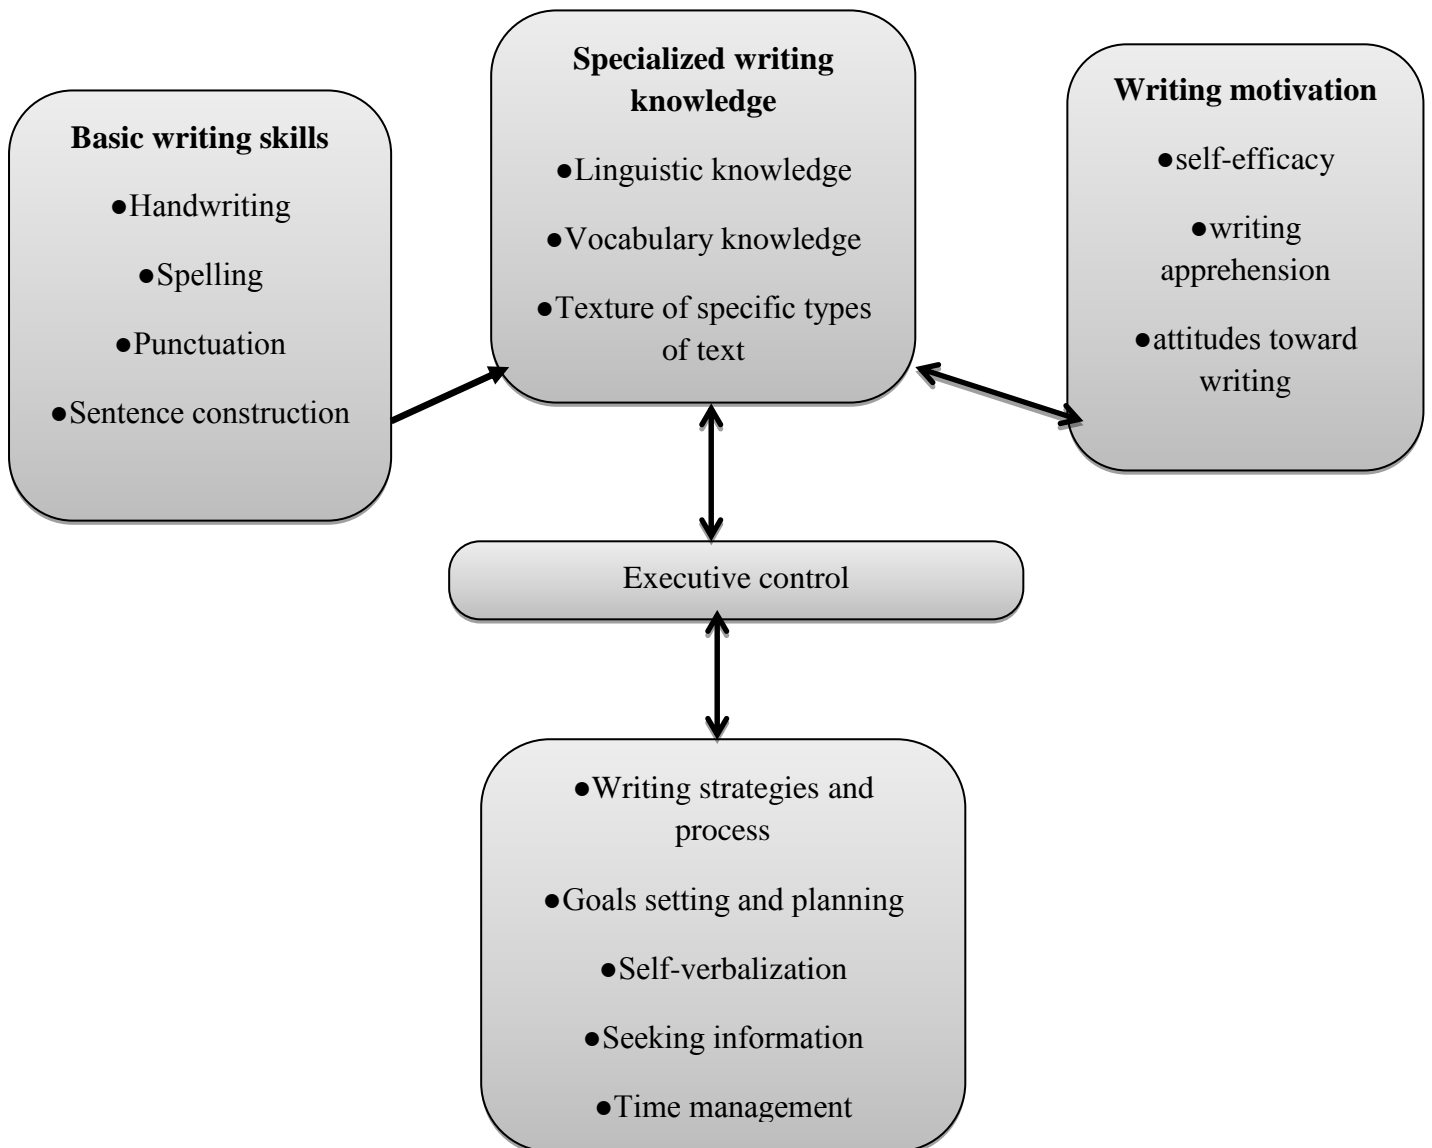 Basic writing skills
●Handwriting
●Spelling
●Punctuation
●Sentence construction
Specialized writing
knowledge
●Linguistic knowledge
●Vocabulary knowledge
●Texture of specific types
of text
Writing motivation
●self-efficacy
●writing
apprehension
●attitudes toward
writing
Executive control
●Writing strategies and
process
●Goals setting and planning
●Self-verbalization
●Seeking information
●Time management